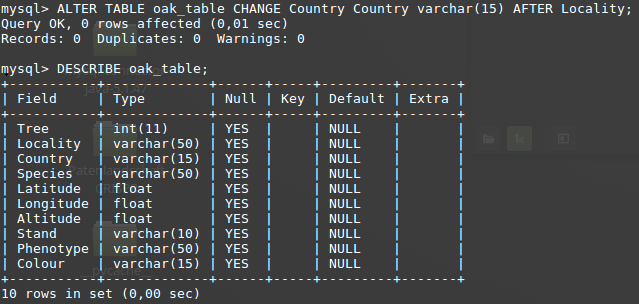 mysql> ALTER TABLE oak_table CHANGE Country Country varchar(15) AFTER Locality;
Query OK, 0 rows affected (0,01 sec)
Records: 0  Duplicates: 0  Warnings: 0
mysql> DESCRIBE oak_table;
+-----------+-------------+------+-----+---------+-------+
| Field     | Type        | Null | Key | Default | Extra |
+-----------+-------------+------+-----+---------+-------+
| Tree      | int(11)     | YES  |     | NULL    |       |
| Locality  | varchar(50) | YES  |     | NULL    |       |
| Country   | varchar(15) | YES  |     | NULL    |       |
| Species   | varchar(50) | YES  |     | NULL    |       |
| Latitude  | float       | YES  |     | NULL    |       |
| Longitude | float       | YES  |     | NULL    |       |
| Altitude  | float       | YES  |     | NULL    |       |
| Stand     | varchar(10) | YES  |     | NULL    |       |
| Phenotype | varchar(50) | YES  |     | NULL    |       |
| Colour    | varchar(15) | YES  |     | NULL    |       |
+-----------+-------------+------+-----+---------+-------+
10 rows in set (0,00 sec)